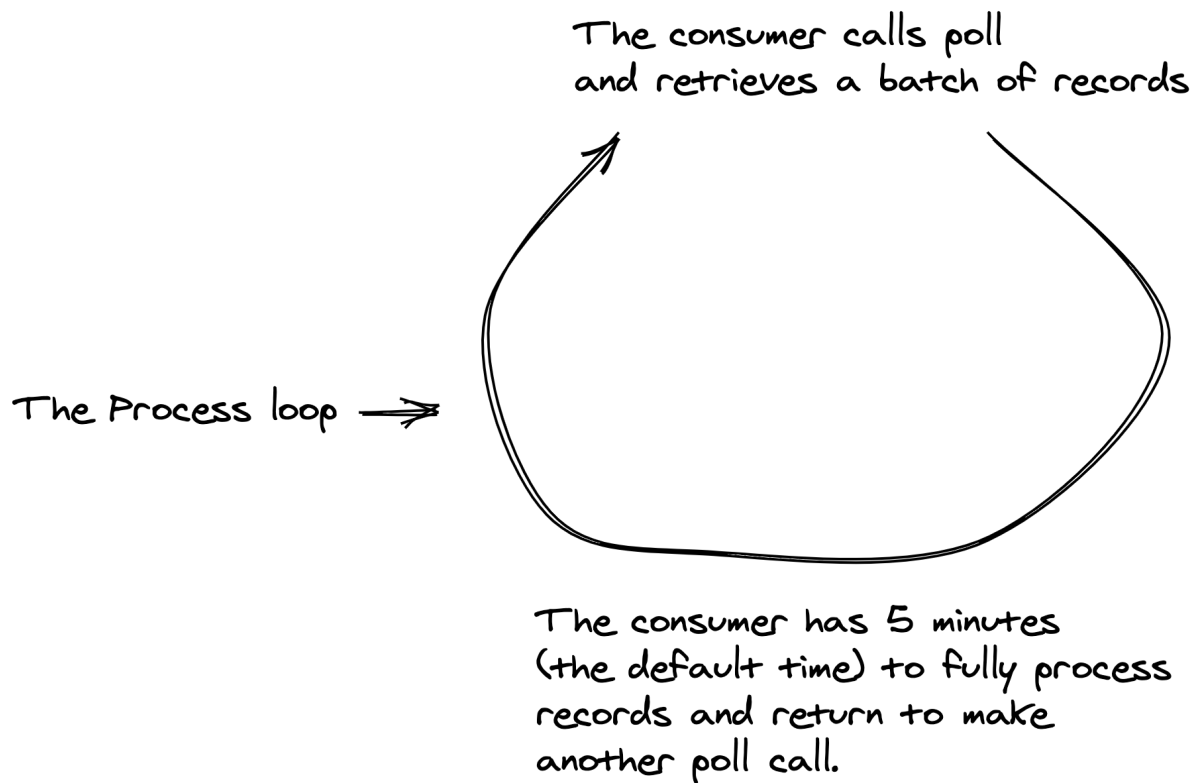 The consumer calls poll
and retrieves a batch of records
The Process loop
The consumer has 5 minutes
(the default time) to fully process
records and return to make
another poll call.